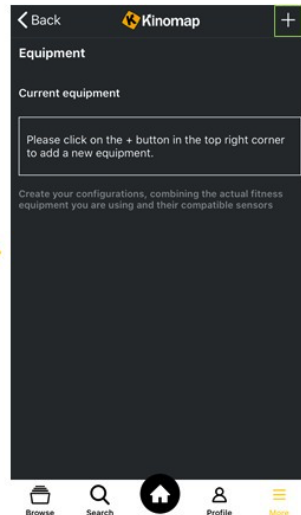 Back
Kinomap
+
Equipment
Current equipment
Please click on the + button in the top right corner
to add a new equipment.
Create your configurations, combining the actual fitness
equipment you are using and their compatible sensors
Browse
Search
Profile
More